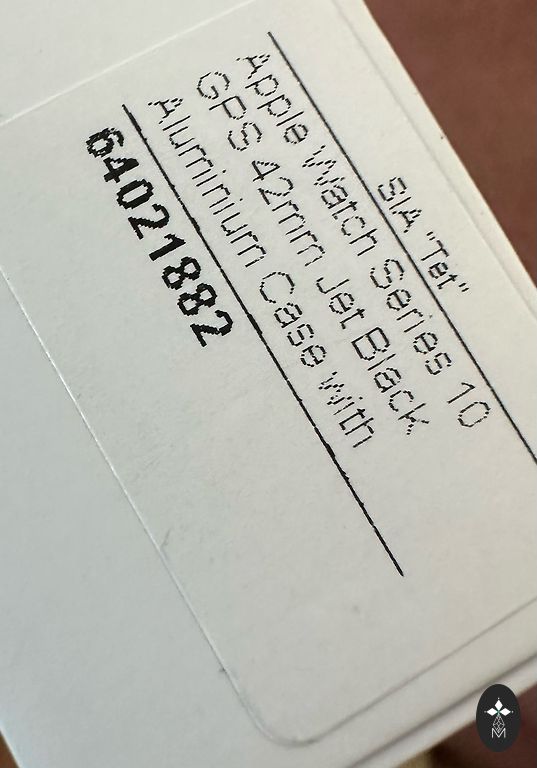 SIA "Tet"
Apple Watch Series 10
GPS 42mm Jet Black
Aluminium Case with
64021882
M